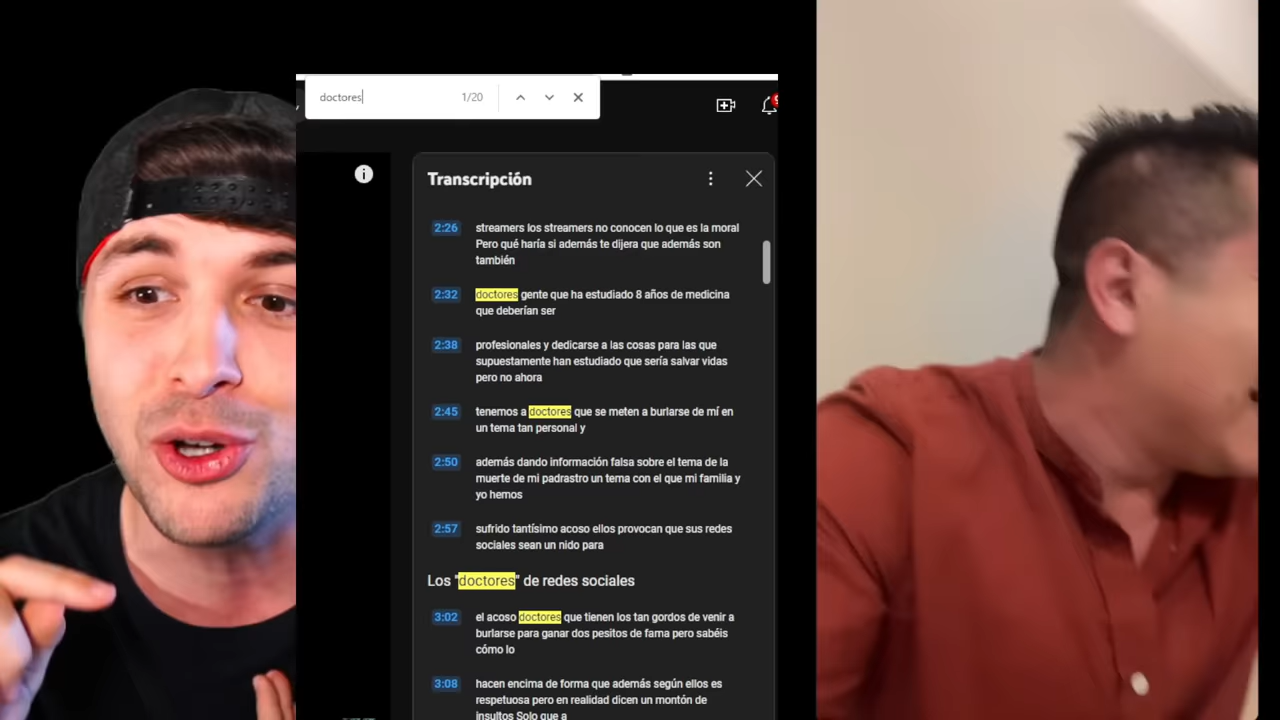 doctores
1/20
Transcripción
2:26
streamers los streamers no conocen lo que es la moral
Pero qué haría si además te dijera que además son
también
2:32
doctores gente que ha estudiado 8 años de medicina
que deberían ser
2:38
profesionales y dedicarse a las cosas para las que
supuestamente han estudiado que sería salvar vidas
pero no ahora
2:45
tenemos a doctores que se meten a burlarse de mí en
un tema tan personal y
2:50
además dando información falsa sobre el tema de la
muerte de mi padrastro un tema con el que mi familia y
yo hemos
2:57
sufrido tantísimo acoso ellos provocan que sus redes
sociales sean un nido para
Los "doctores" de redes sociales
3:02
el acoso doctores que tienen los tan gordos de venir a
burlarse para ganar dos pesitos de fama pero sabéis
cómo lo
3:08
hacen encima de forma que además según ellos es
respetuosa pero en realidad dicen un montón de
insultos Solo que a